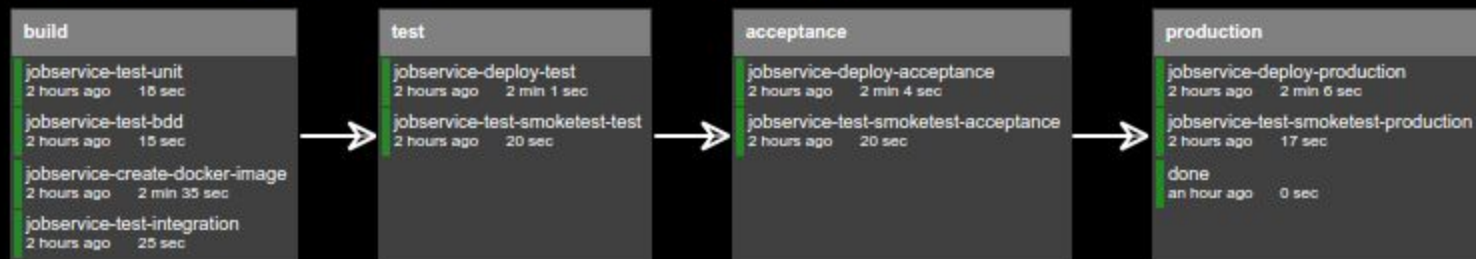 build
jobservice-test-unit
2 hours ago 16 sec
jobservice-test-bdd
2 hours ago 15 sec
jobservice-create-docker-image
2 hours ago 2 min 35 sec
jobservice-test-integration
2 hours ago 25 sec
test
jobservice-deploy-test
2 hours ago 2 min 1 sec
jobservice-test-smoketest-test
2 hours ago 20 sec
acceptance
jobservice-deploy-acceptance
2 hours ago 2 min 4 sec
jobservice-test-smoketest-acceptance
2 hours ago 20 sec
production
jobservice-deploy-production
2 hours ago 2 min 6 sec
jobservice-test-smoketest-production
2 hours ago 17 sec
done
an hour ago 0 sec